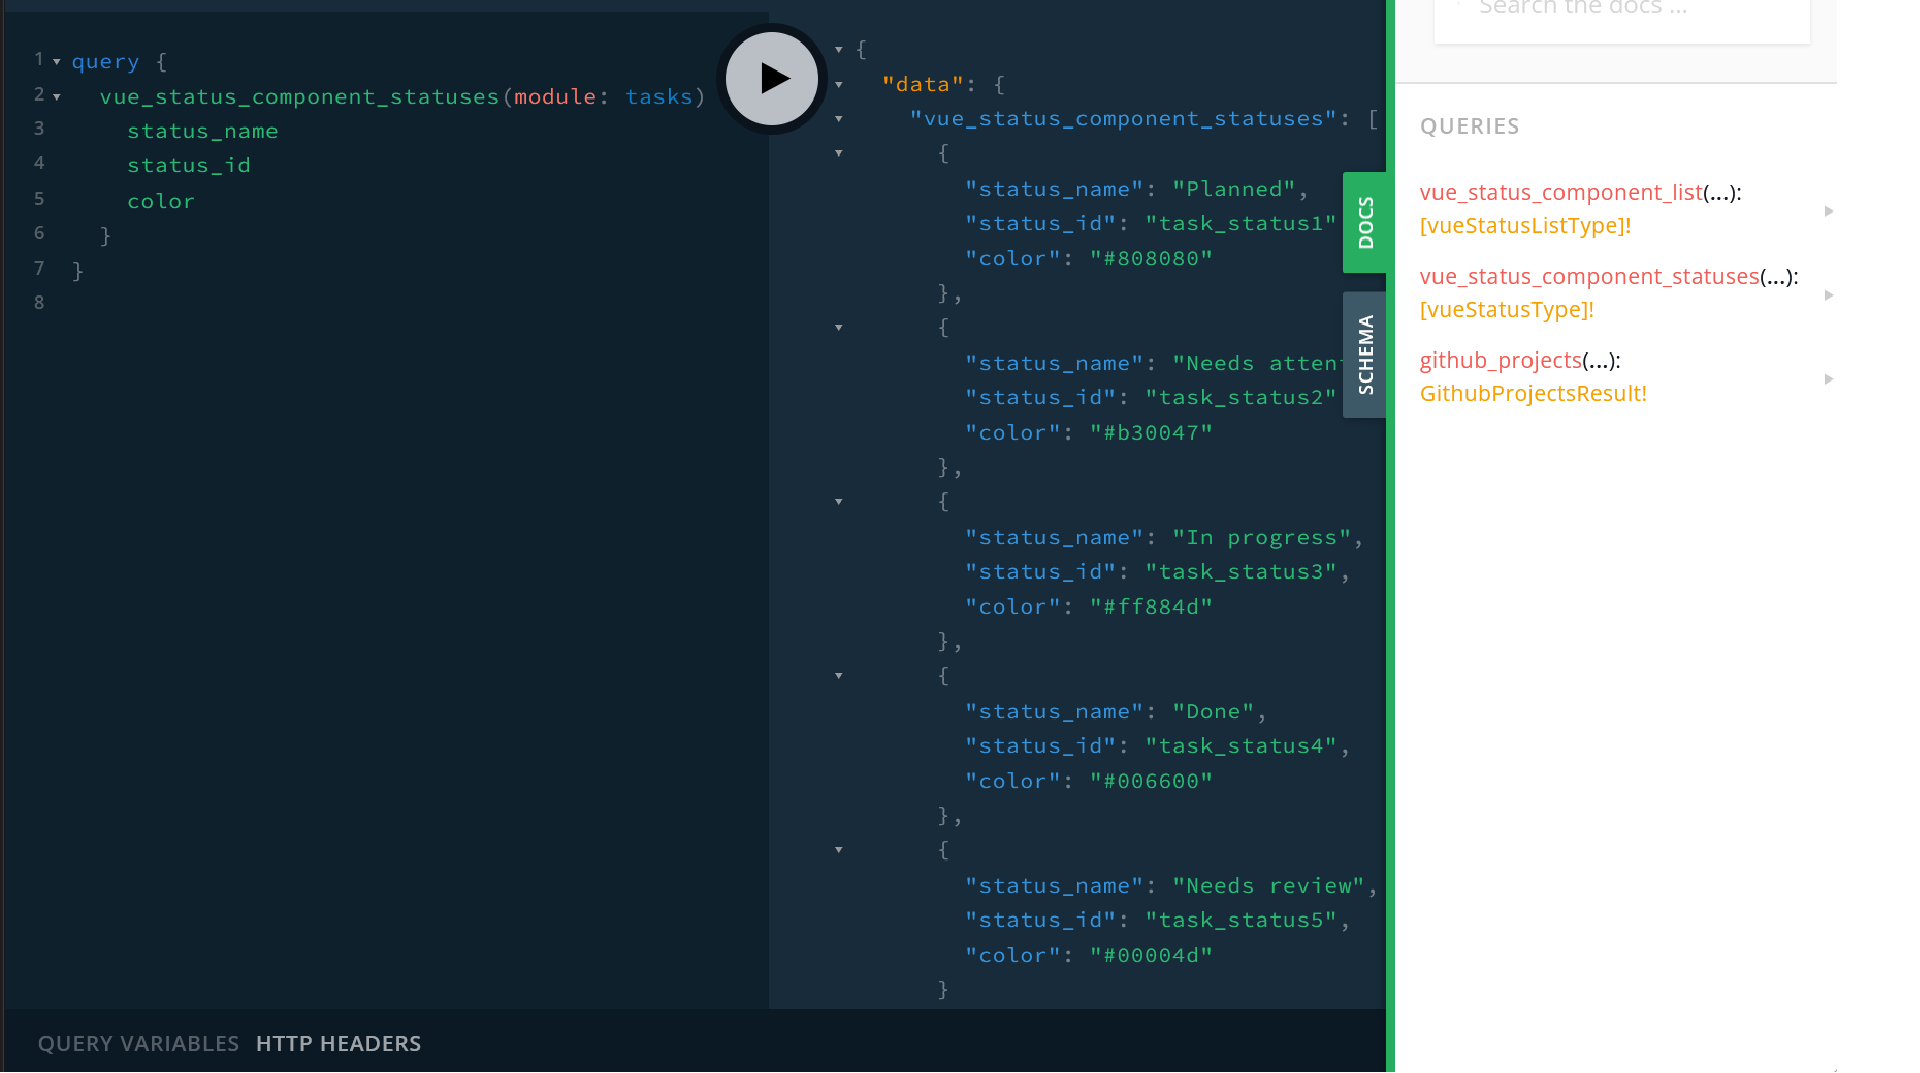 1 query {
2 vue_status_component_statuses(module: tasks)
3 status_name
4 status_id
5 color
6 }
7 }
8
{
"data": {
"vue_status_component_statuses": [
{
"status_name": "Planned",
"status_id": "task_status1"
"color": "#808080"
},
{
"status_name": "Needs atten
"status_id": "task_status2"
"color": "#b30047"
},
{
"status_name": "In progress",
"status_id": "task_status3",
"color": "#ff884d"
},
{
"status_name": "Done",
"status_id": "task_status4",
"color": "#006600"
},
{
"status_name": "Needs review",
"status_id": "task_status5",
"color": "#00004d"
}
DOCS
SCHEMA
Search the docs ...
QUERIES
vue_status_component_list(...):
[vueStatusListType]!
vue_status_component_statuses(...):
[vueStatusType]!
github_projects(...):
GithubProjectsResult!
QUERY VARIABLES HTTP HEADERS